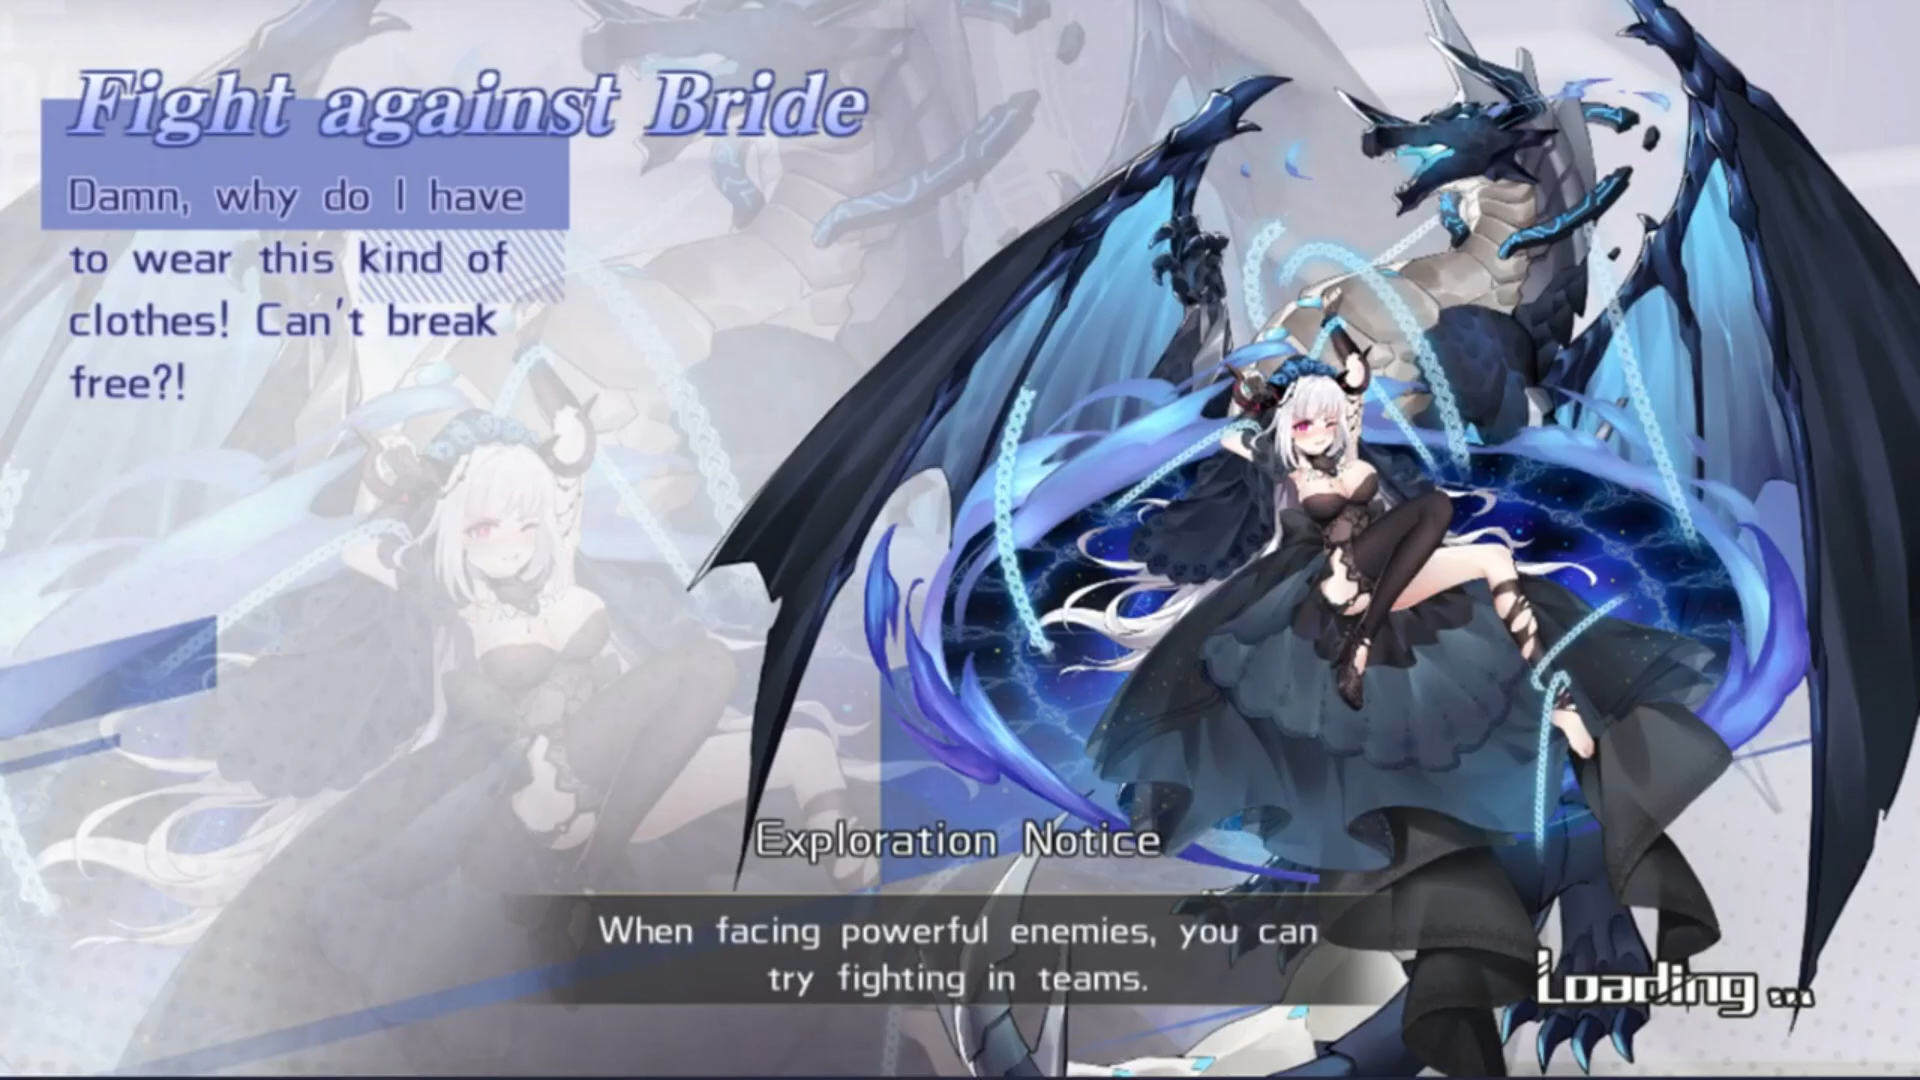 Fight against Bride
Damn, why do I have
to wear this kind of
clothes! Can't break
free?!
Exploration Notice
When facing powerful enemies, you can
try fighting in teams.
Loading...